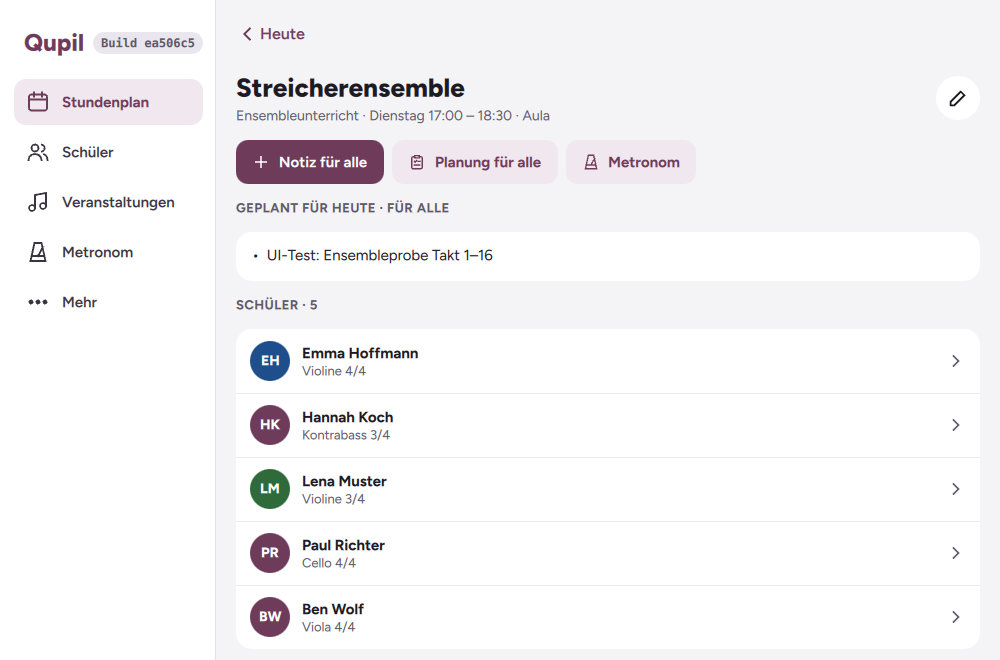 Qupil Build ea506c5
Stundenplan
Schüler
Veranstaltungen
Metronom
Mehr
Heute
Streicherensemble
Ensembleunterricht · Dienstag 17:00 – 18:30 · Aula
Notiz für alle
Planung für alle
Metronom
GEPLANT FÜR HEUTE · FÜR ALLE
• UI-Test: Ensembleprobe Takt 1–16
SCHÜLER · 5
EH
Emma Hoffmann
Violine 4/4
HK
Hannah Koch
Kontrabass 3/4
LM
Lena Muster
Violine 3/4
PR
Paul Richter
Cello 4/4
BW
Ben Wolf
Viola 4/4